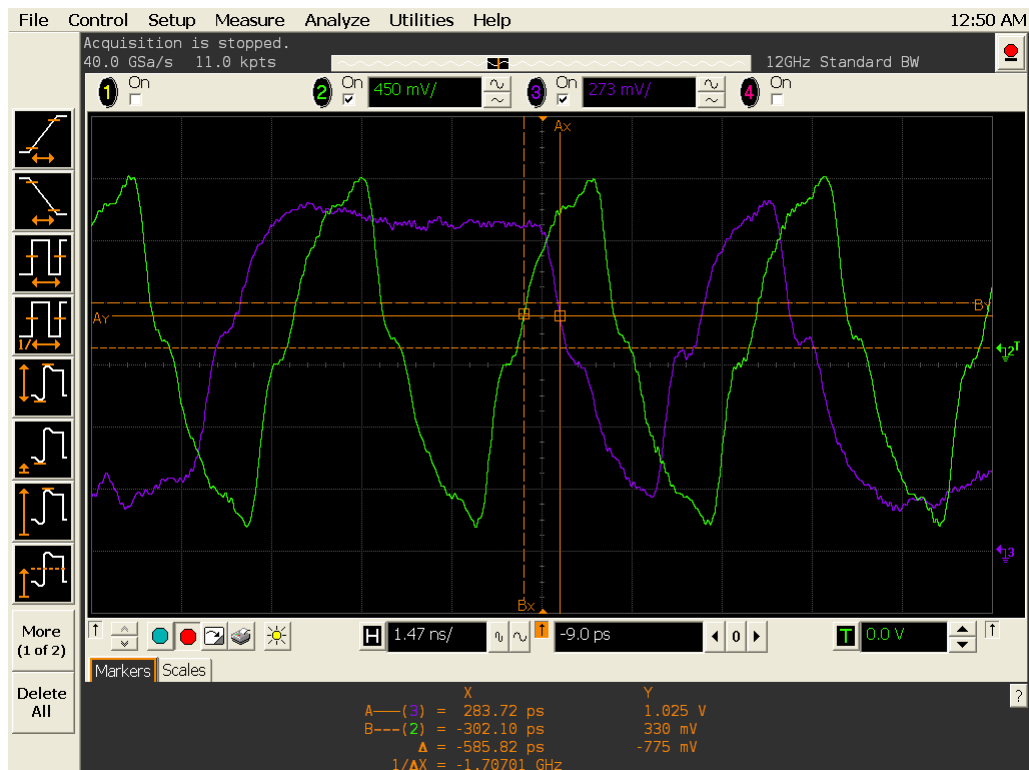 File Control Setup Measure Analyze Utilities Help 12:50 AM
Acquisition is stopped.
40.0 GSa/s 11.0 kpts 12GHz Standard BW
1 On 2 On 450 mV/ 3 On 273 mV/ 4 On
Ax
By
Ay
2 T
3
Bx
1/
More
(1 of 2)
Delete
All
H 1.47 ns/ -9.0 ps 0 T 0.0 V
Markers Scales
?
X Y
A——(3) = 283.72 ps 1.025 V
B---(2) = -302.10 ps 330 mV
Δ = -585.82 ps -775 mV
1/ΔX = -1.70701 GHz